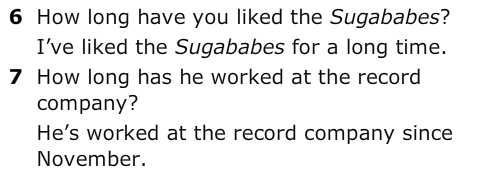 6 How long have you liked the Sugababes?
I've liked the Sugababes for a long time.
7 How long has he worked at the record
company?
He's worked at the record company since
November.